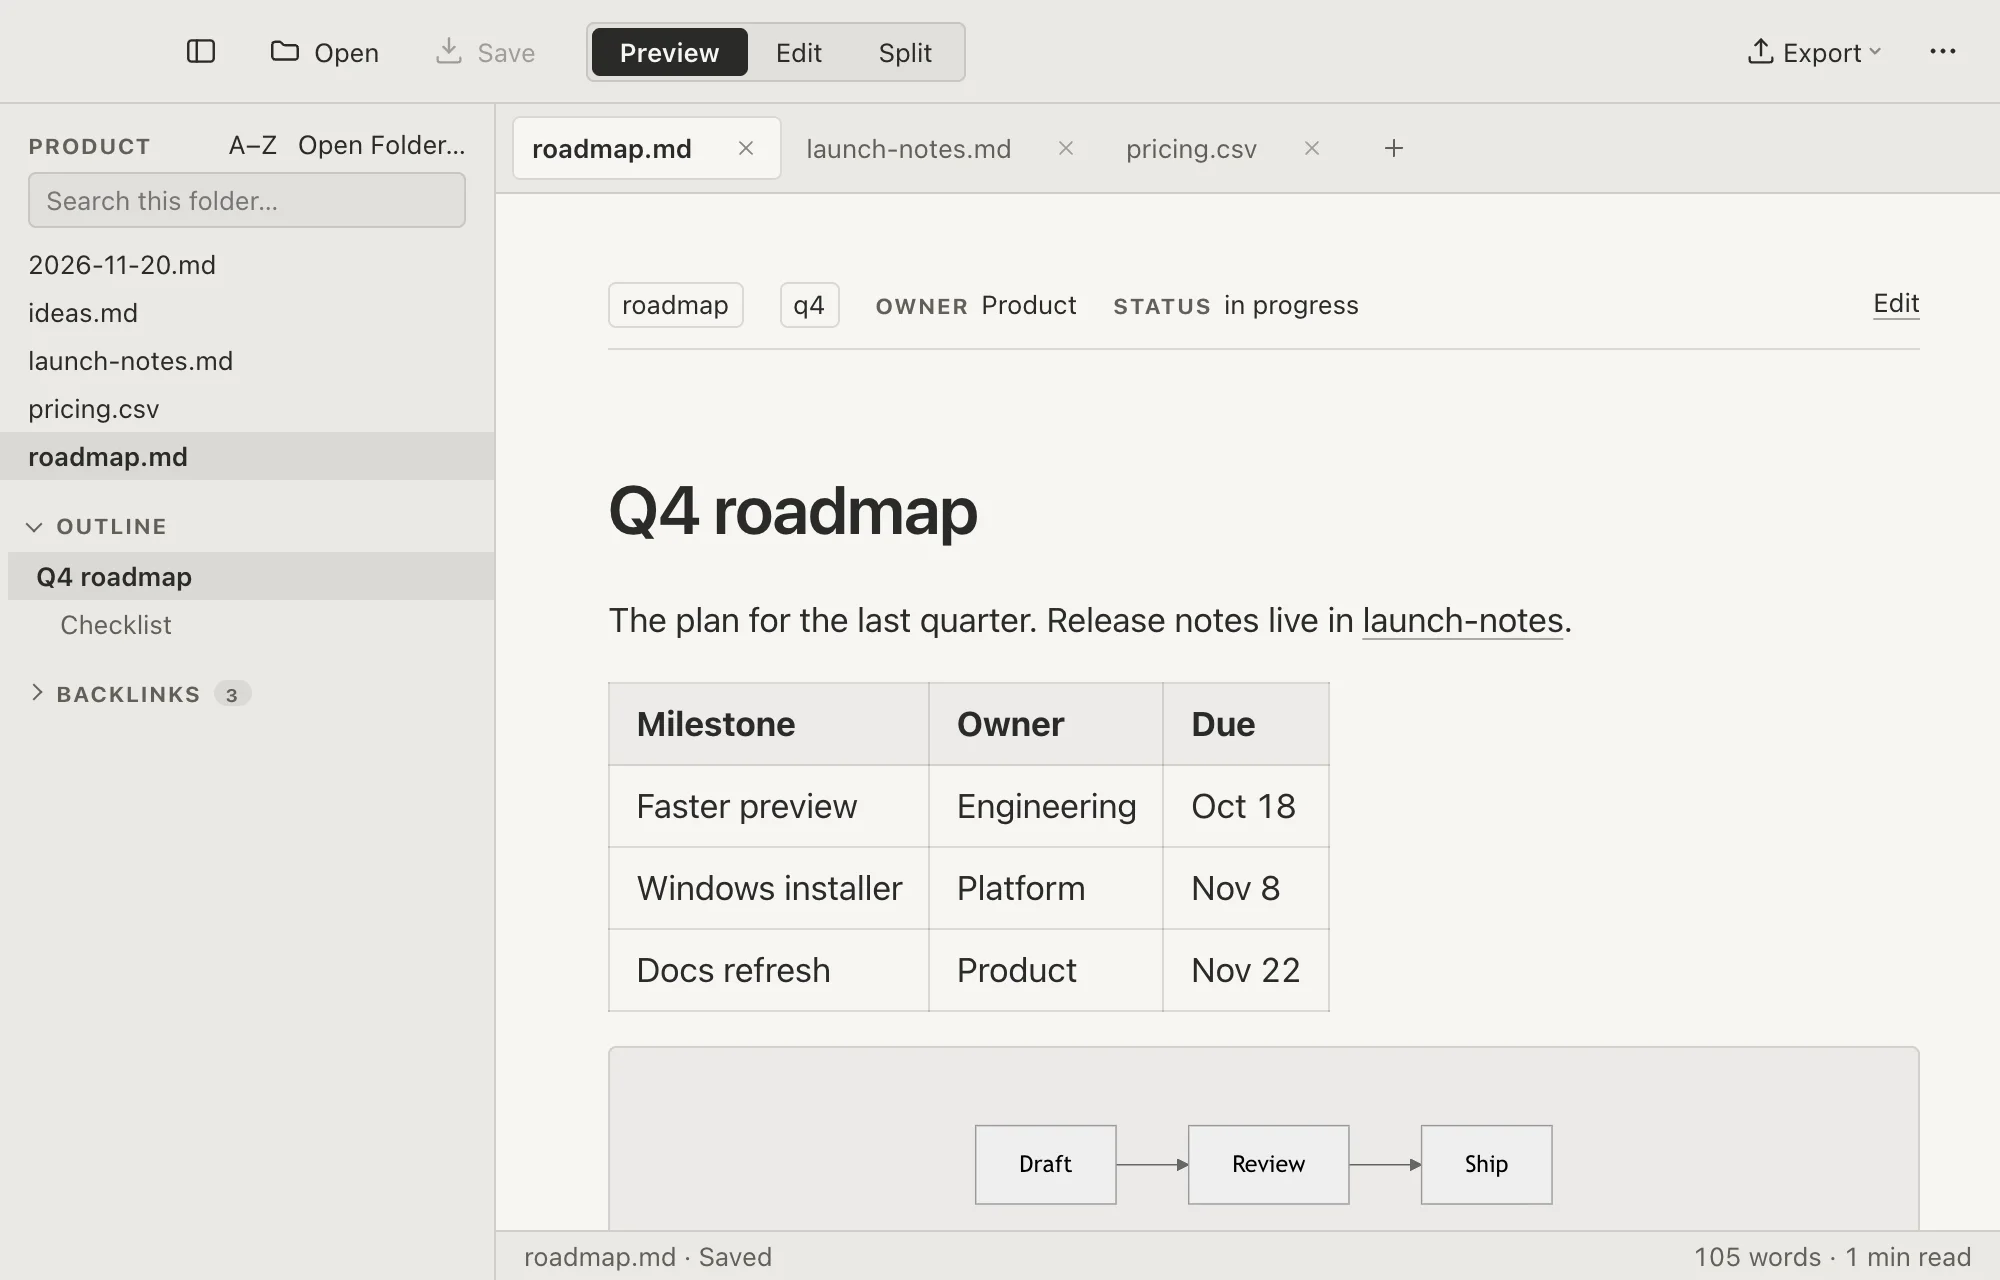 Open Save Preview Edit Split Export
PRODUCT A–Z Open Folder...
Search this folder...
2026-11-20.md
ideas.md
launch-notes.md
pricing.csv
roadmap.md
OUTLINE
Q4 roadmap
Checklist
BACKLINKS 3
roadmap.md launch-notes.md pricing.csv
roadmap q4 OWNER Product STATUS in progress Edit
Q4 roadmap
The plan for the last quarter. Release notes live in launch-notes.
Milestone Owner Due
Faster preview Engineering Oct 18
Windows installer Platform Nov 8
Docs refresh Product Nov 22
Draft Review Ship
roadmap.md · Saved 105 words · 1 min read